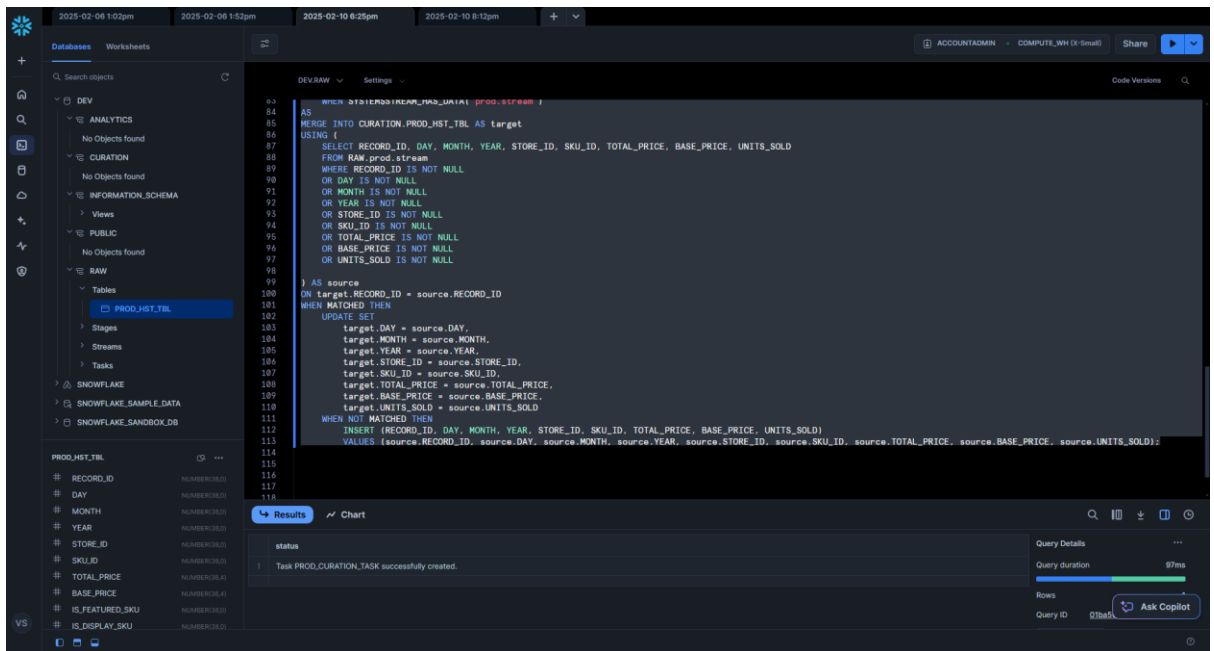 2025-02-06 1:02pm
2025-02-06 1:52pm
2025-02-10 6:25pm
2025-02-10 8:12pm
Databases
Worksheets
ACCOUNTADMIN
COMPUTE_WH (X-Small)
Share
Search objects
DEV.RAW
Settings
Code Versions
DEV
ANALYTICS
No Objects found
CURATION
No Objects found
INFORMATION_SCHEMA
Views
PUBLIC
No Objects found
RAW
Tables
PROD_HST_TBL
Stages
Streams
Tasks
SNOWFLAKE
SNOWFLAKE_SAMPLE_DATA
SNOWFLAKE_SANDBOX_DB
83 WHEN SYSTEM$STREAM_HAS_DATA('prod.stream')
84 AS
85 MERGE INTO CURATION.PROD_HST_TBL AS target
86 USING (
87 SELECT RECORD_ID, DAY, MONTH, YEAR, STORE_ID, SKU_ID, TOTAL_PRICE, BASE_PRICE, UNITS_SOLD
88 FROM RAW.prod.stream
89 WHERE RECORD_ID IS NOT NULL
90 OR DAY IS NOT NULL
91 OR MONTH IS NOT NULL
92 OR YEAR IS NOT NULL
93 OR STORE_ID IS NOT NULL
94 OR SKU_ID IS NOT NULL
95 OR TOTAL_PRICE IS NOT NULL
96 OR BASE_PRICE IS NOT NULL
97 OR UNITS_SOLD IS NOT NULL
98
99 ) AS source
100 ON target.RECORD_ID = source.RECORD_ID
101 WHEN MATCHED THEN
102 UPDATE SET
103 target.DAY = source.DAY,
104 target.MONTH = source.MONTH,
105 target.YEAR = source.YEAR,
106 target.STORE_ID = source.STORE_ID,
107 target.SKU_ID = source.SKU_ID,
108 target.TOTAL_PRICE = source.TOTAL_PRICE,
109 target.BASE_PRICE = source.BASE_PRICE,
110 target.UNITS_SOLD = source.UNITS_SOLD
111 WHEN NOT MATCHED THEN
112 INSERT (RECORD_ID, DAY, MONTH, YEAR, STORE_ID, SKU_ID, TOTAL_PRICE, BASE_PRICE, UNITS_SOLD)
113 VALUES (source.RECORD_ID, source.DAY, source.MONTH, source.YEAR, source.STORE_ID, source.SKU_ID, source.TOTAL_PRICE, source.BASE_PRICE, source.UNITS_SOLD);
114
115
116
117
118
PROD_HST_TBL
RECORD_ID NUMBER(38,0)
DAY NUMBER(38,0)
MONTH NUMBER(38,0)
YEAR NUMBER(38,0)
STORE_ID NUMBER(38,0)
SKU_ID NUMBER(38,0)
TOTAL_PRICE NUMBER(38,4)
BASE_PRICE NUMBER(38,4)
IS_FEATURED_SKU NUMBER(38,0)
IS_DISPLAY_SKU NUMBER(38,0)
VS
Results
Chart
status
1 Task PROD_CURATION_TASK successfully created.
Query Details
Query duration 97ms
Rows
Query ID
Ask Copilot